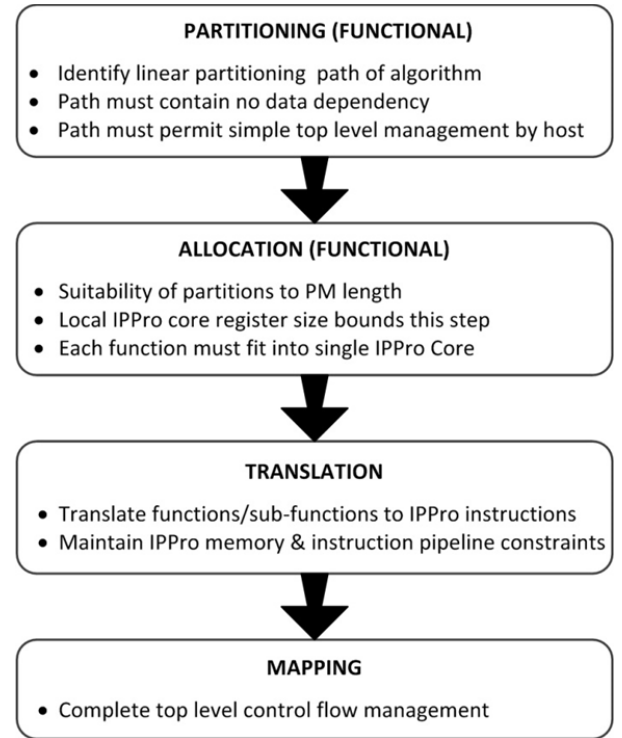 PARTITIONING (FUNCTIONAL)
• Identify linear partitioning path of algorithm
• Path must contain no data dependency
• Path must permit simple top level management by host
ALLOCATION (FUNCTIONAL)
• Suitability of partitions to PM length
• Local IPPro core register size bounds this step
• Each function must fit into single IPPro Core
TRANSLATION
• Translate functions/sub-functions to IPPro instructions
• Maintain IPPro memory & instruction pipeline constraints
MAPPING
• Complete top level control flow management